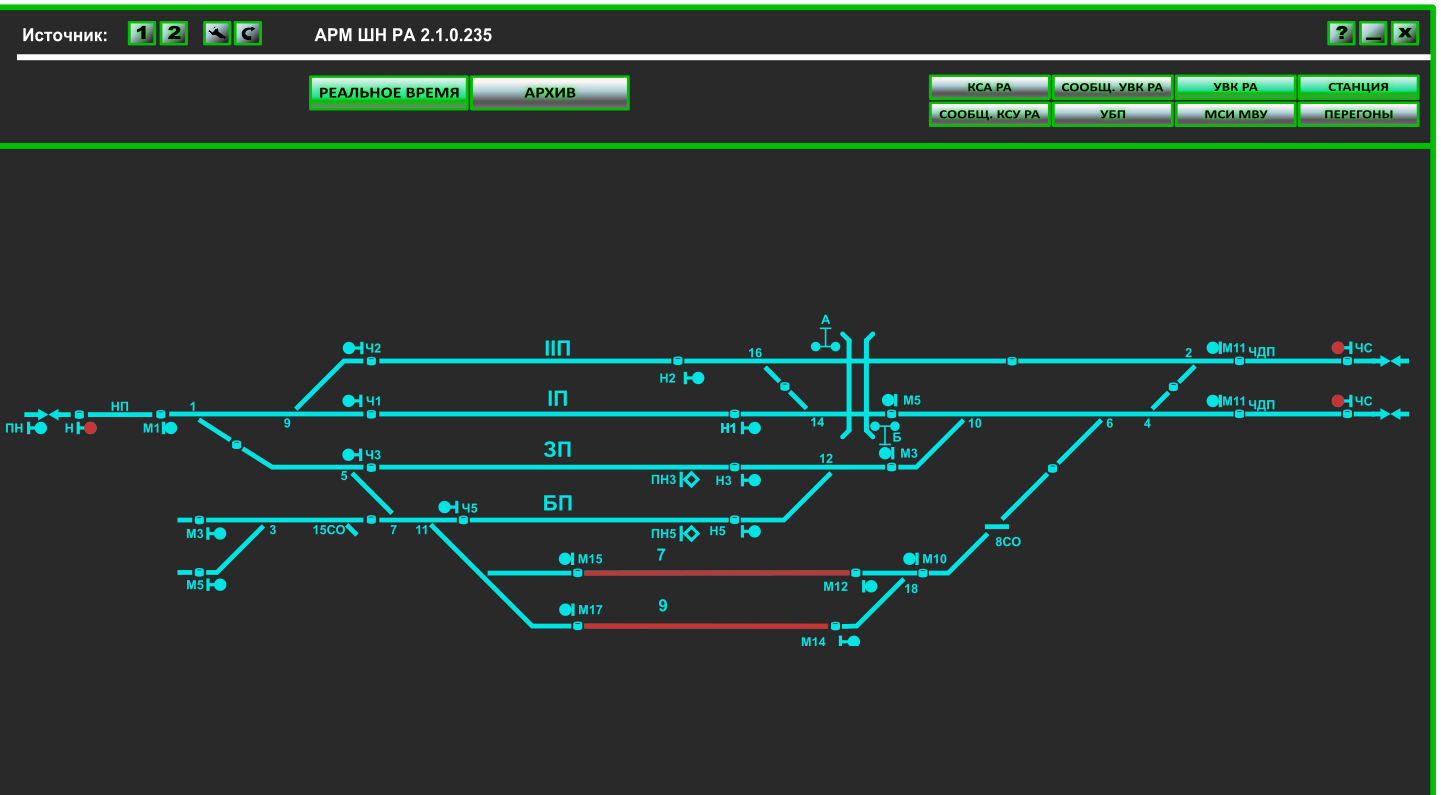 Источник: 1 2 С АРМ ШН РА 2.1.0.235 ? _ X
РЕАЛЬНОЕ ВРЕМЯ АРХИВ
КСА РА СООБЩ. УВК РА УВК РА СТАНЦИЯ
СООБЩ. КСУ РА УБП МСИ МВУ ПЕРЕГОНЫ
А
Ч2 IIП 16 2 М11 ЧДП ЧС
Н2
НП 1 Ч1 IП М5 М11 ЧДП ЧС
ПН Н М1 9 Н1 14 Б 10 6 4
Ч3 3П 12 М3
5 ПН3 Н3
Ч5 БП
М3 3 15СО 7 11 ПН5 Н5
8СО
М15 7 М10
М5 М12 18
М17 9
М14